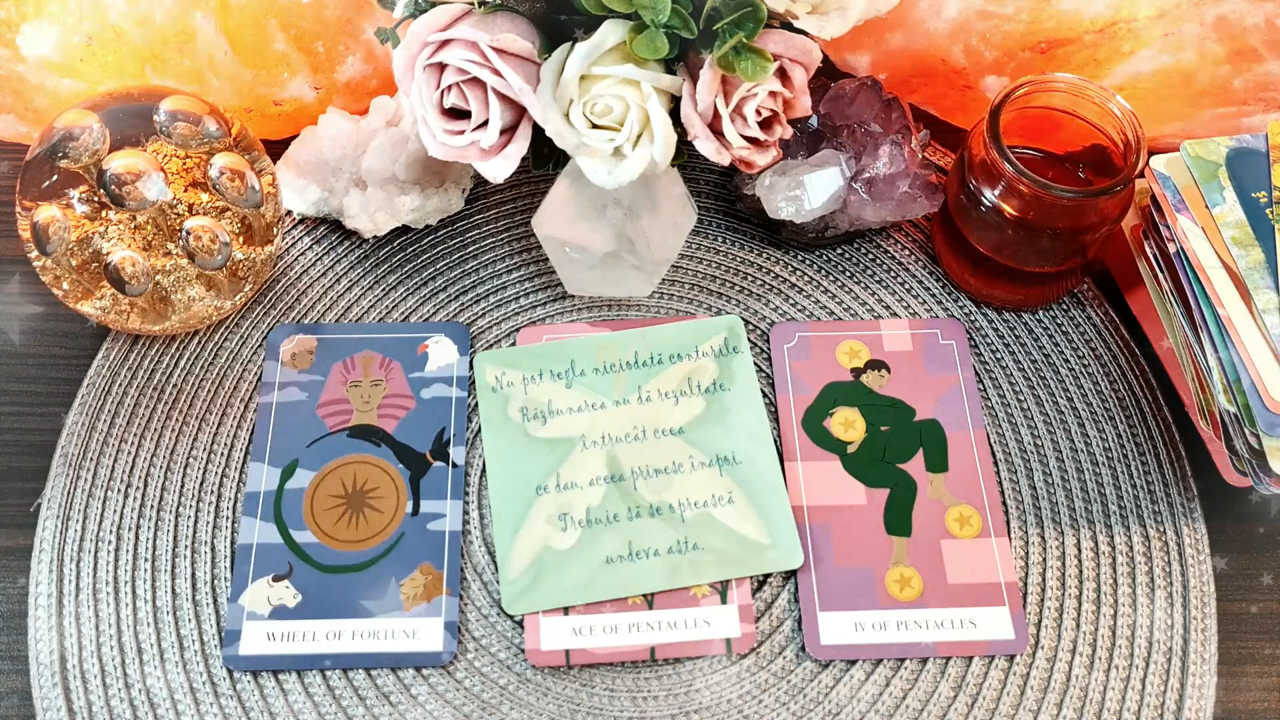 Nu pot regla niciodată conturile.
Răzbunarea nu dă rezultate,
întrucât ceea
ce dau, aceea primesc înapoi.
Trebuie să se oprească
undeva asta.
WHEEL OF FORTUNE
ACE OF PENTACLES
IV OF PENTACLES